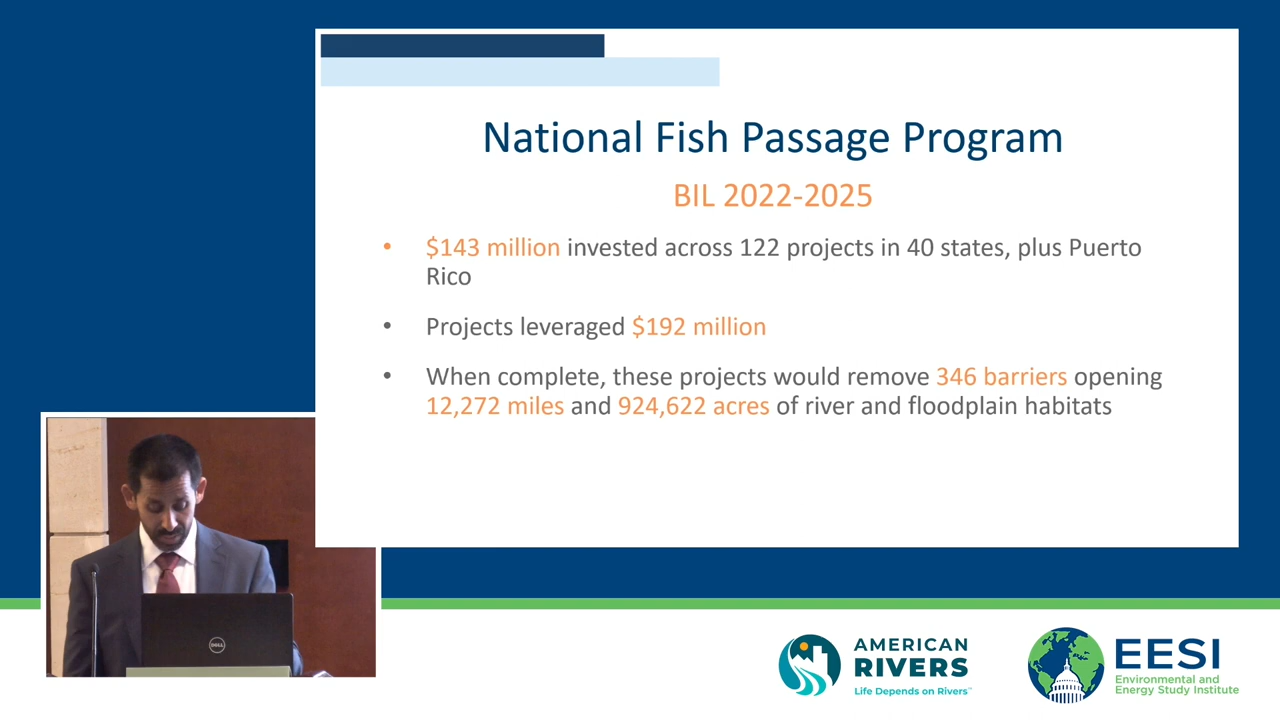 National Fish Passage Program
BIL 2022-2025
• $143 million invested across 122 projects in 40 states, plus Puerto
Rico
• Projects leveraged $192 million
• When complete, these projects would remove 346 barriers opening
12,272 miles and 924,622 acres of river and floodplain habitats
DELL
AMERICAN
RIVERS
Life Depends on Rivers™
EESI
Environmental and
Energy Study Institute